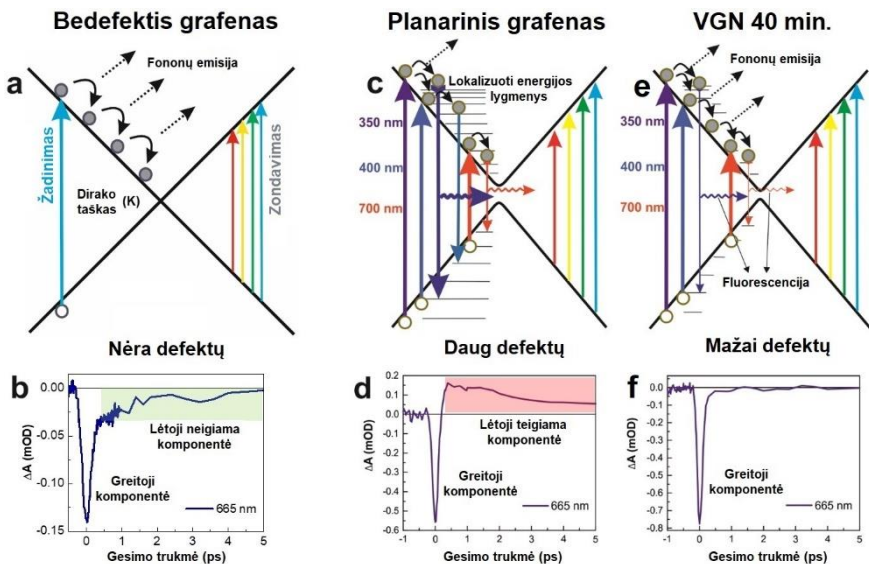 Bedefektis grafenas
a
Fononų emisija
Žadinimas
Dirako
taškas (K)
Zondavimas
Nėra defektų
b
0.00
-0.05
-0.10
-0.15
ΔA (mOD)
Lėtoji neigiama
komponentė
Greitoji
komponentė
665 nm
0 1 2 3 4 5
Gesimo trukmė (ps)
Planarinis grafenas
c
Lokalizuoti energijos
lygmenys
350 nm
400 nm
700 nm
Daug defektų
d
0.2
0.1
0.0
-0.1
-0.2
-0.3
-0.4
-0.5
-0.6
ΔA (mOD)
Lėtoji teigiama
komponentė
Greitoji
komponentė
665 nm
-1 0 1 2 3 4 5
Gesimo trukmė (ps)
VGN 40 min.
e
Fononų emisija
350 nm
400 nm
700 nm
Fluorescencija
Mažai defektų
f
0.1
0.0
-0.1
-0.2
-0.3
-0.4
-0.5
-0.6
-0.7
-0.8
ΔA (mOD)
Greitoji
komponentė
665 nm
-1 0 1 2 3 4 5
Gesimo trukmė (ps)